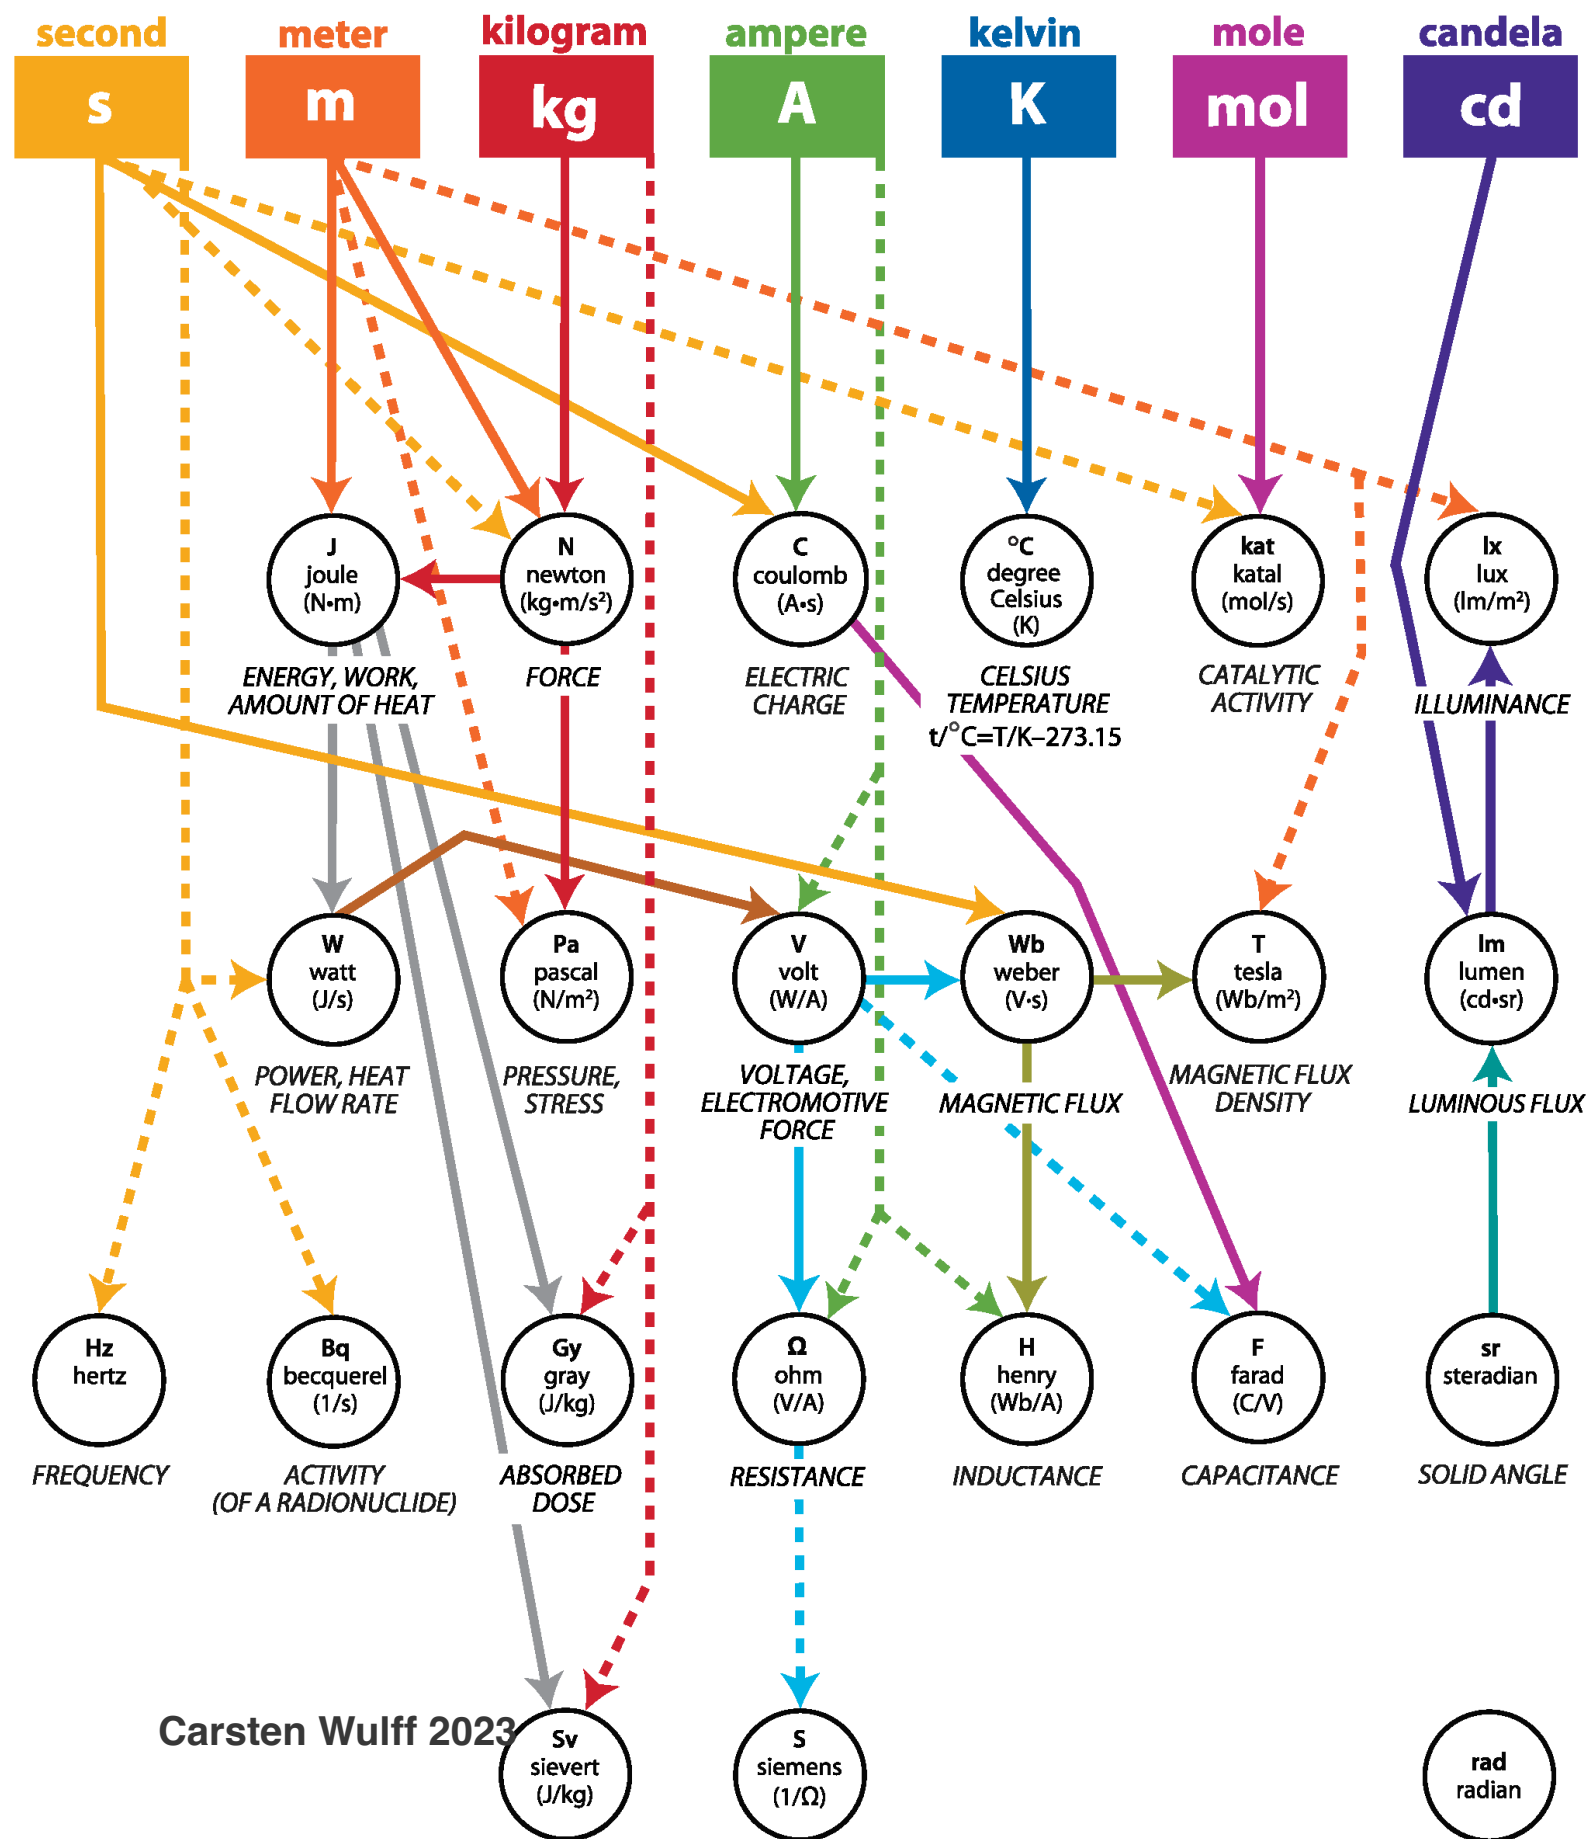 second
meter
kilogram
ampere
kelvin
mole
candela
s
m
kg
A
K
mol
cd
J
joule
(N•m)
ENERGY, WORK,
AMOUNT OF HEAT
N
newton
(kg•m/s²)
FORCE
C
coulomb
(A•s)
ELECTRIC
CHARGE
°C
degree
Celsius
(K)
CELSIUS
TEMPERATURE
t/°C=T/K–273.15
kat
katal
(mol/s)
CATALYTIC
ACTIVITY
lx
lux
(lm/m²)
ILLUMINANCE
W
watt
(J/s)
POWER, HEAT
FLOW RATE
Pa
pascal
(N/m²)
PRESSURE,
STRESS
V
volt
(W/A)
VOLTAGE,
ELECTROMOTIVE
FORCE
Wb
weber
(V·s)
MAGNETIC FLUX
T
tesla
(Wb/m²)
MAGNETIC FLUX
DENSITY
lm
lumen
(cd•sr)
LUMINOUS FLUX
Hz
hertz
FREQUENCY
Bq
becquerel
(1/s)
ACTIVITY
(OF A RADIONUCLIDE)
Gy
gray
(J/kg)
ABSORBED
DOSE
Ω
ohm
(V/A)
RESISTANCE
H
henry
(Wb/A)
INDUCTANCE
F
farad
(C/V)
CAPACITANCE
sr
steradian
SOLID ANGLE
Carsten Wulff 2023
Sv
sievert
(J/kg)
S
siemens
(1/Ω)
rad
radian